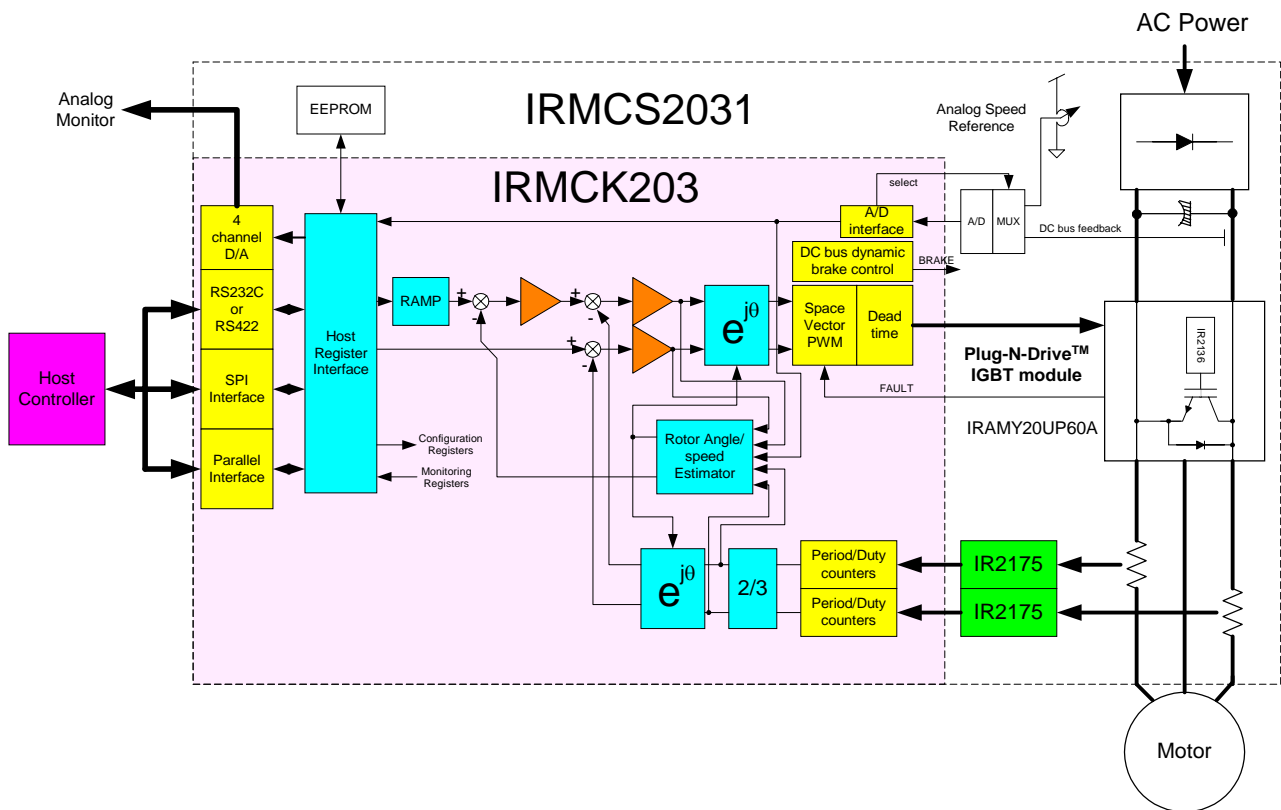 AC Power
Analog
Monitor
EEPROM
IRMCS2031
Analog Speed
Reference
IRMCK203
select
4
channel
D/A
A/D
interface
A/D
MUX
DC bus feedback
DC bus dynamic
brake control
BRAKE
RS232C
or
RS422
RAMP
+
-
+
-
+
-
e
jθ
Space
Vector
PWM
Dead
time
Host
Register
Interface
Host
Controller
SPI
Interface
Plug-N-Drive™
IGBT module
IR2136
FAULT
IRAMY20UP60A
Parallel
Interface
Configuration
Registers
Monitoring
Registers
Rotor Angle/
speed
Estimator
e
jθ
2/3
Period/Duty
counters
IR2175
Period/Duty
counters
IR2175
Motor